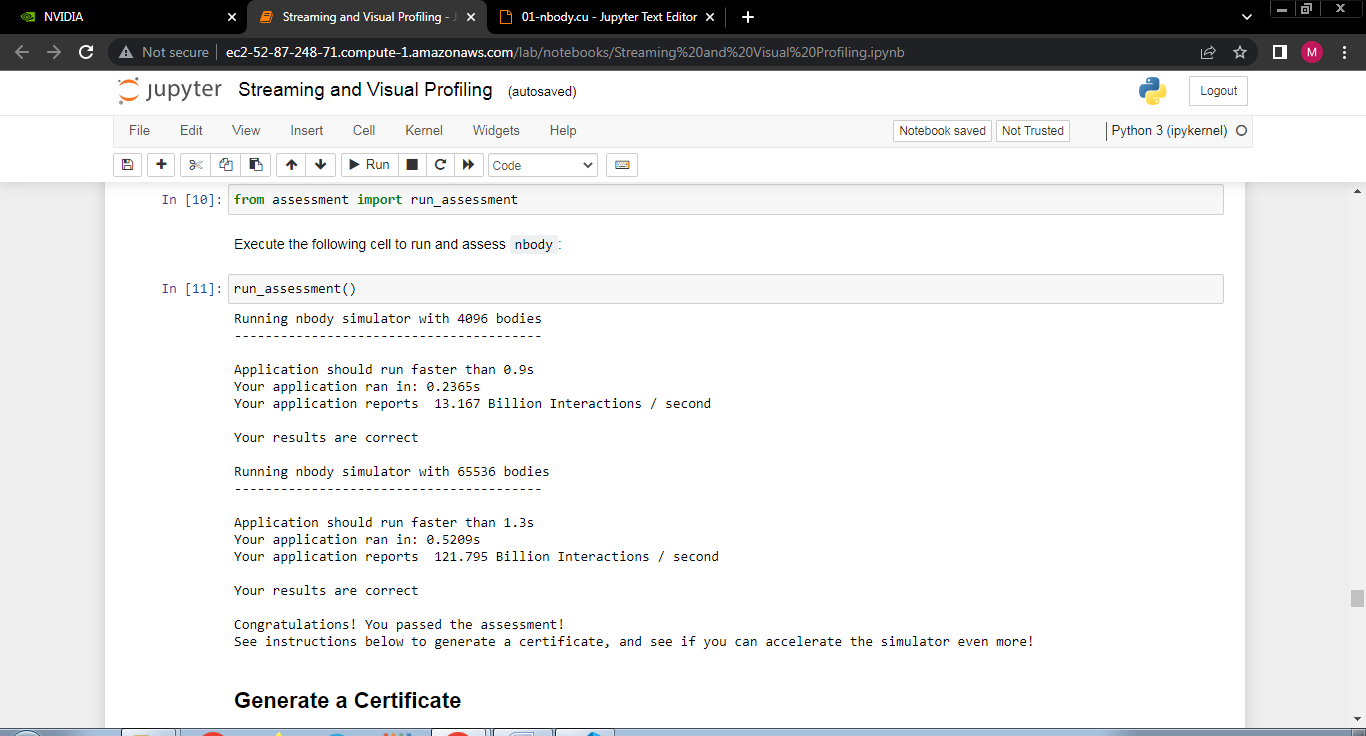 NVIDIA
Streaming and Visual Profiling - J
01-nbody.cu - Jupyter Text Editor
Not secure
ec2-52-87-248-71.compute-1.amazonaws.com/lab/notebooks/Streaming%20and%20Visual%20Profiling.ipynb
M
jupyter Streaming and Visual Profiling (autosaved)
Logout
File Edit View Insert Cell Kernel Widgets Help
Notebook saved Not Trusted Python 3 (ipykernel)
Run Code
In [10]: from assessment import run_assessment
Execute the following cell to run and assess nbody:
In [11]: run_assessment()
Running nbody simulator with 4096 bodies
----------------------------------------
Application should run faster than 0.9s
Your application ran in: 0.2365s
Your application reports  13.167 Billion Interactions / second
Your results are correct
Running nbody simulator with 65536 bodies
----------------------------------------
Application should run faster than 1.3s
Your application ran in: 0.5209s
Your application reports  121.795 Billion Interactions / second
Your results are correct
Congratulations! You passed the assessment!
See instructions below to generate a certificate, and see if you can accelerate the simulator even more!
Generate a Certificate